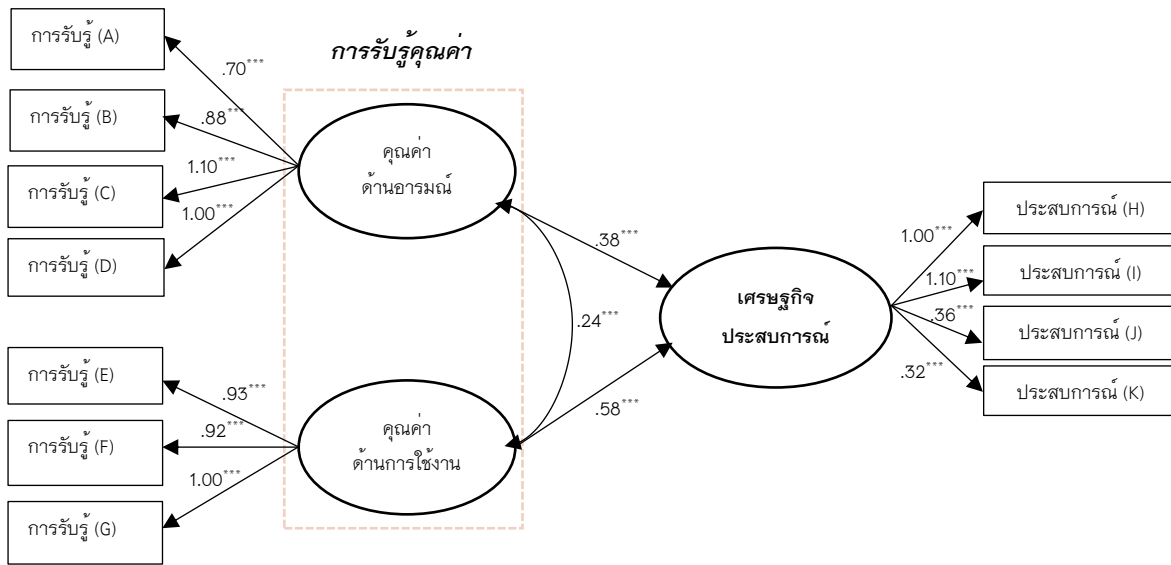 การรับรู้คุณค่า
การรับรู้ (A)
การรับรู้ (B)
การรับรู้ (C)
การรับรู้ (D)
.70***
.88***
1.10***
1.00***
คุณค่า
ด้านอารมณ์
การรับรู้ (E)
การรับรู้ (F)
การรับรู้ (G)
.93***
.92***
1.00***
คุณค่า
ด้านการใช้งาน
.38***
.24***
.58***
เศรษฐกิจ
ประสบการณ์
1.00***
1.10***
.36***
.32***
ประสบการณ์ (H)
ประสบการณ์ (I)
ประสบการณ์ (J)
ประสบการณ์ (K)